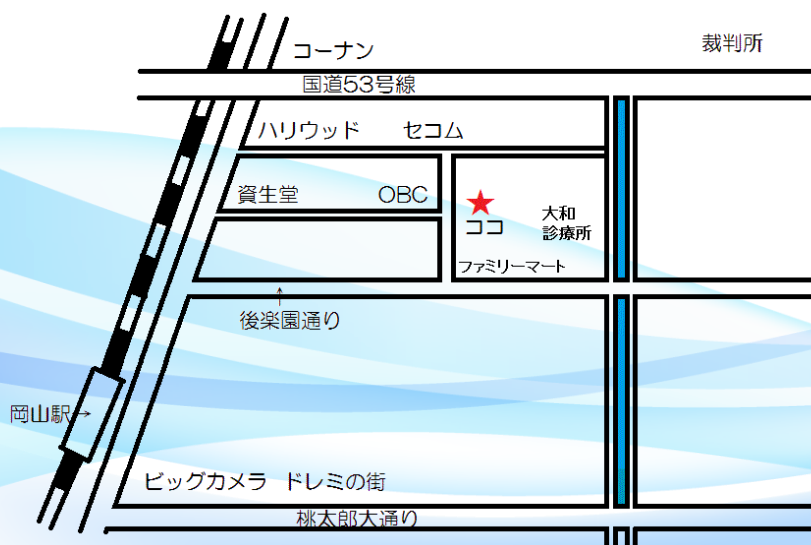 コーナン
裁判所
国道53号線
ハリウッド
セコム
資生堂
OBC
ココ
大和
診療所
ファミリーマート
↑
後楽園通り
岡山駅→
ビッグカメラ
ドレミの街
桃太郎大通り